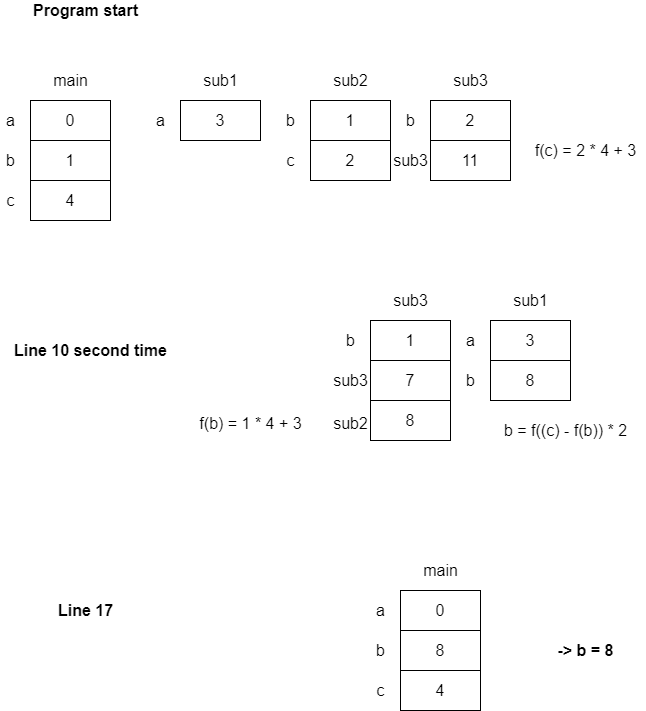 Program start
main sub1 sub2 sub3
a 0 a 3 b 1 b 2
f(c) = 2 * 4 + 3
b 1 c 2 sub3 11
c 4
sub3 sub1
Line 10 second time
b 1 a 3
sub3 7 b 8
f(b) = 1 * 4 + 3 sub2 8
b = f((c) - f(b)) * 2
main
Line 17
a 0
b 8 -> b = 8
c 4